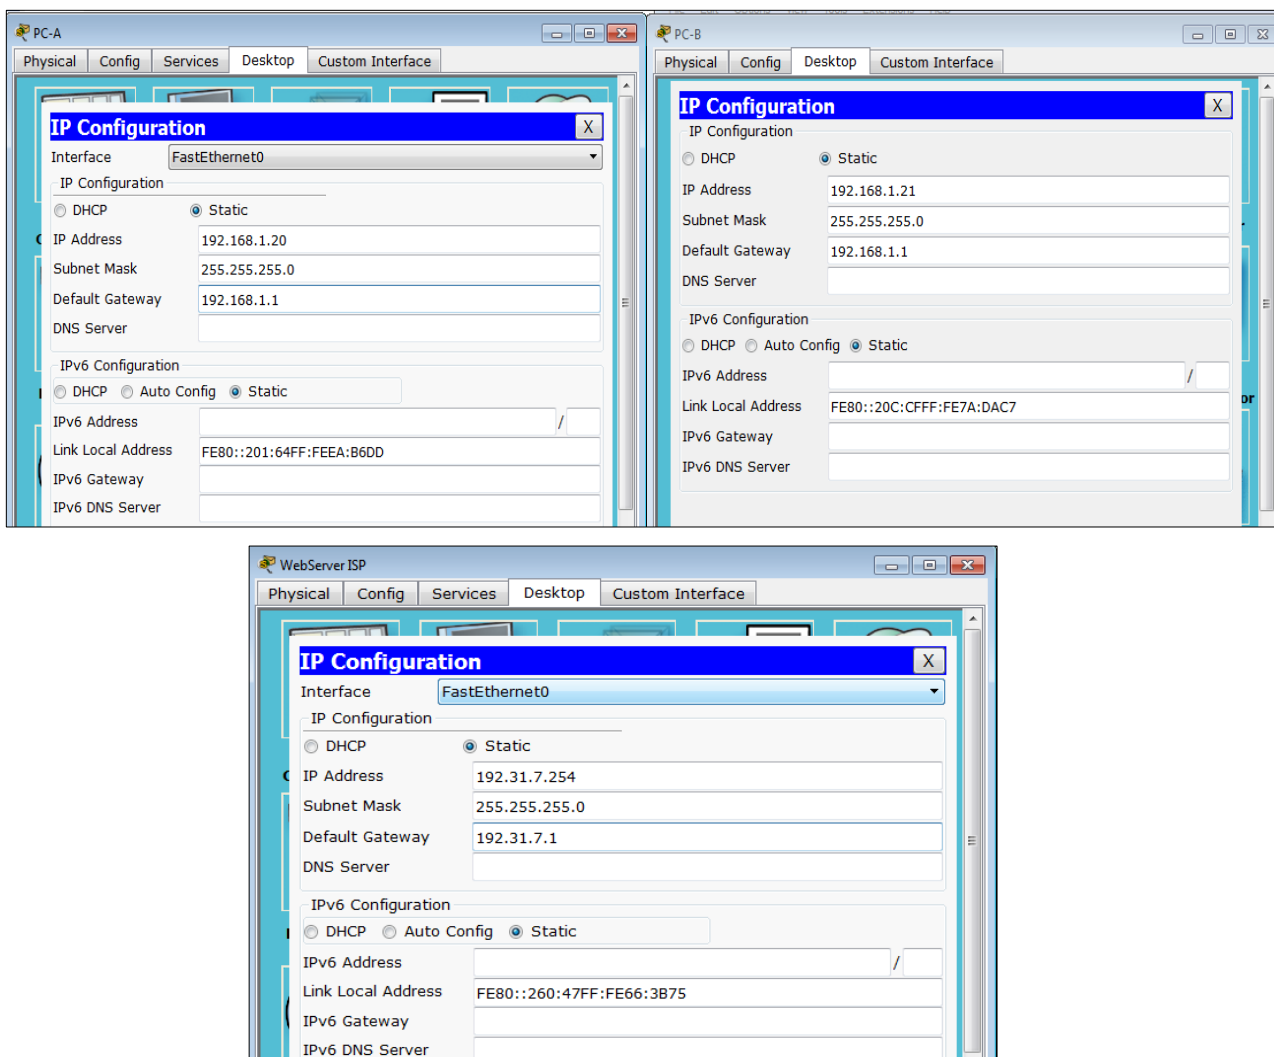 PC-A
Physical Config Services Desktop Custom Interface
IP Configuration X
Interface FastEthernet0
IP Configuration
DHCP Static
IP Address 192.168.1.20
Subnet Mask 255.255.255.0
Default Gateway 192.168.1.1
DNS Server
IPv6 Configuration
DHCP Auto Config Static
IPv6 Address /
Link Local Address FE80::201:64FF:FEEA:B6DD
IPv6 Gateway
IPv6 DNS Server
PC-B
Physical Config Desktop Custom Interface
IP Configuration X
IP Configuration
DHCP Static
IP Address 192.168.1.21
Subnet Mask 255.255.255.0
Default Gateway 192.168.1.1
DNS Server
IPv6 Configuration
DHCP Auto Config Static
IPv6 Address /
Link Local Address FE80::20C:CFFF:FE7A:DAC7
or
IPv6 Gateway
IPv6 DNS Server
WebServer ISP
Physical Config Services Desktop Custom Interface
IP Configuration X
Interface FastEthernet0
IP Configuration
DHCP Static
IP Address 192.31.7.254
Subnet Mask 255.255.255.0
Default Gateway 192.31.7.1
DNS Server
IPv6 Configuration
DHCP Auto Config Static
IPv6 Address /
Link Local Address FE80::260:47FF:FE66:3B75
IPv6 Gateway
IPv6 DNS Server